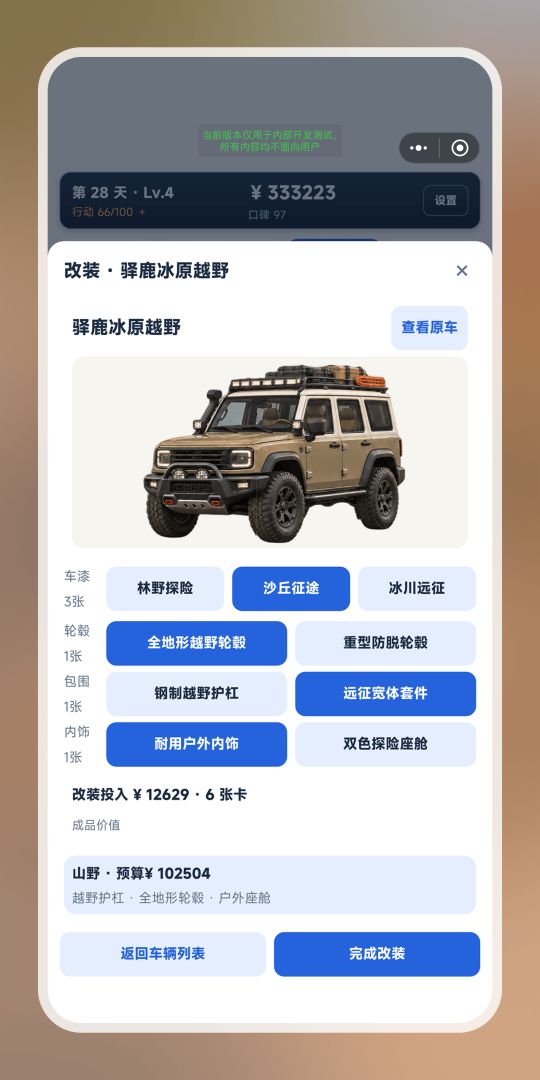 当前版本仅用于内部开发测试,
所有内容均不面向用户
第 28 天 · Lv.4
¥ 333223
设置
行动 66/100 +
口碑 97
改装 · 驿鹿冰原越野
×
驿鹿冰原越野
查看原车
车漆
3张
林野探险
沙丘征途
冰川远征
轮毂
1张
全地形越野轮毂
重型防脱轮毂
包围
1张
钢制越野护杠
远征宽体套件
内饰
1张
耐用户外内饰
双色探险座舱
改装投入 ¥ 12629 · 6 张卡
成品价值
山野 · 预算¥ 102504
越野护杠 · 全地形轮毂 · 户外座舱
返回车辆列表
完成改装